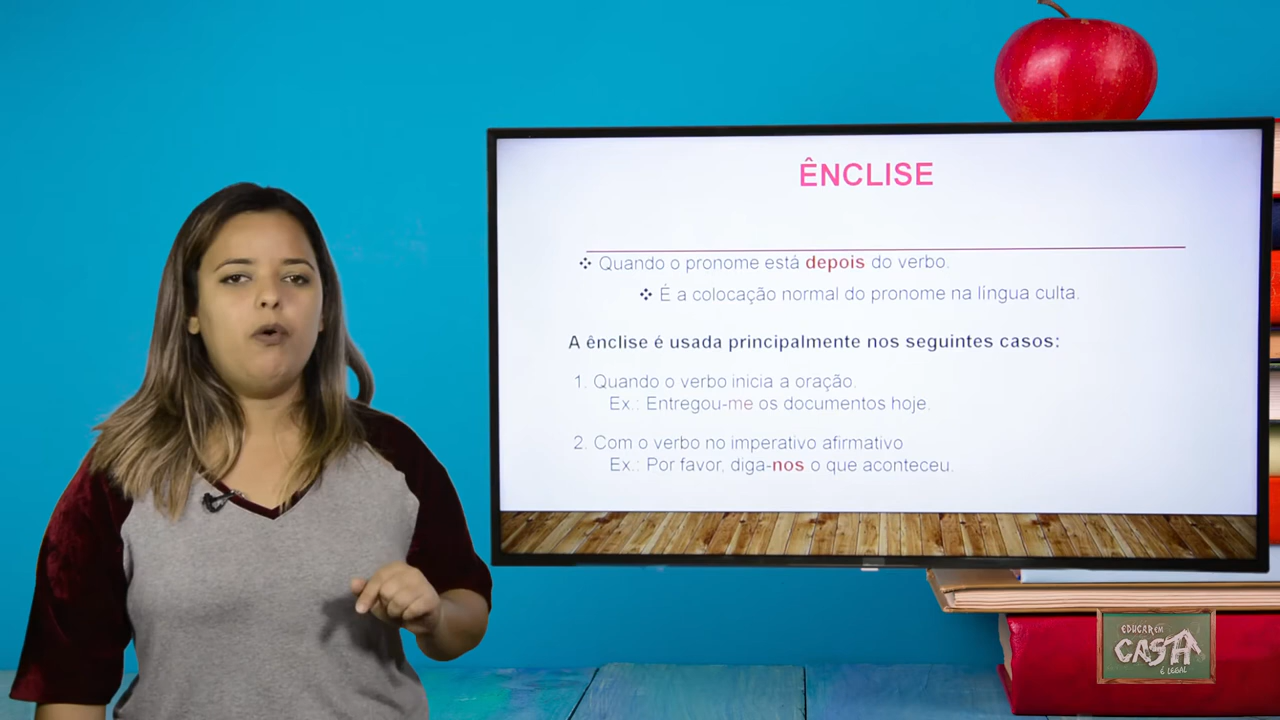 ÊNCLISE
❖ Quando o pronome está depois do verbo.
❖ É a colocação normal do pronome na língua culta.
A ênclise é usada principalmente nos seguintes casos:
1. Quando o verbo inicia a oração.
Ex.: Entregou-me os documentos hoje.
2. Com o verbo no imperativo afirmativo
Ex.: Por favor, diga-nos o que aconteceu.
EDUCAR EM
CASA
É LEGAL